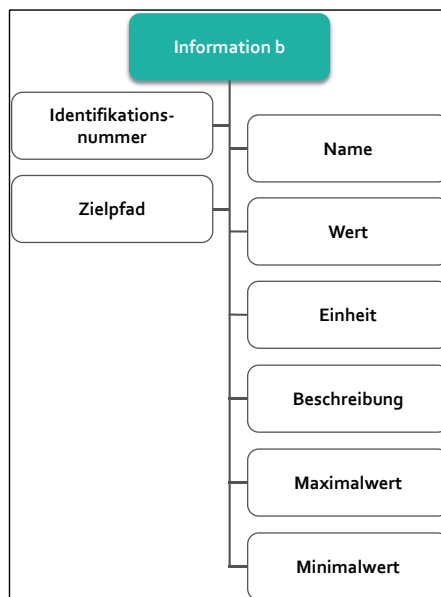 Information b
Identifikations-
nummer
Name
Zielpfad
Wert
Einheit
Beschreibung
Maximalwert
Minimalwert